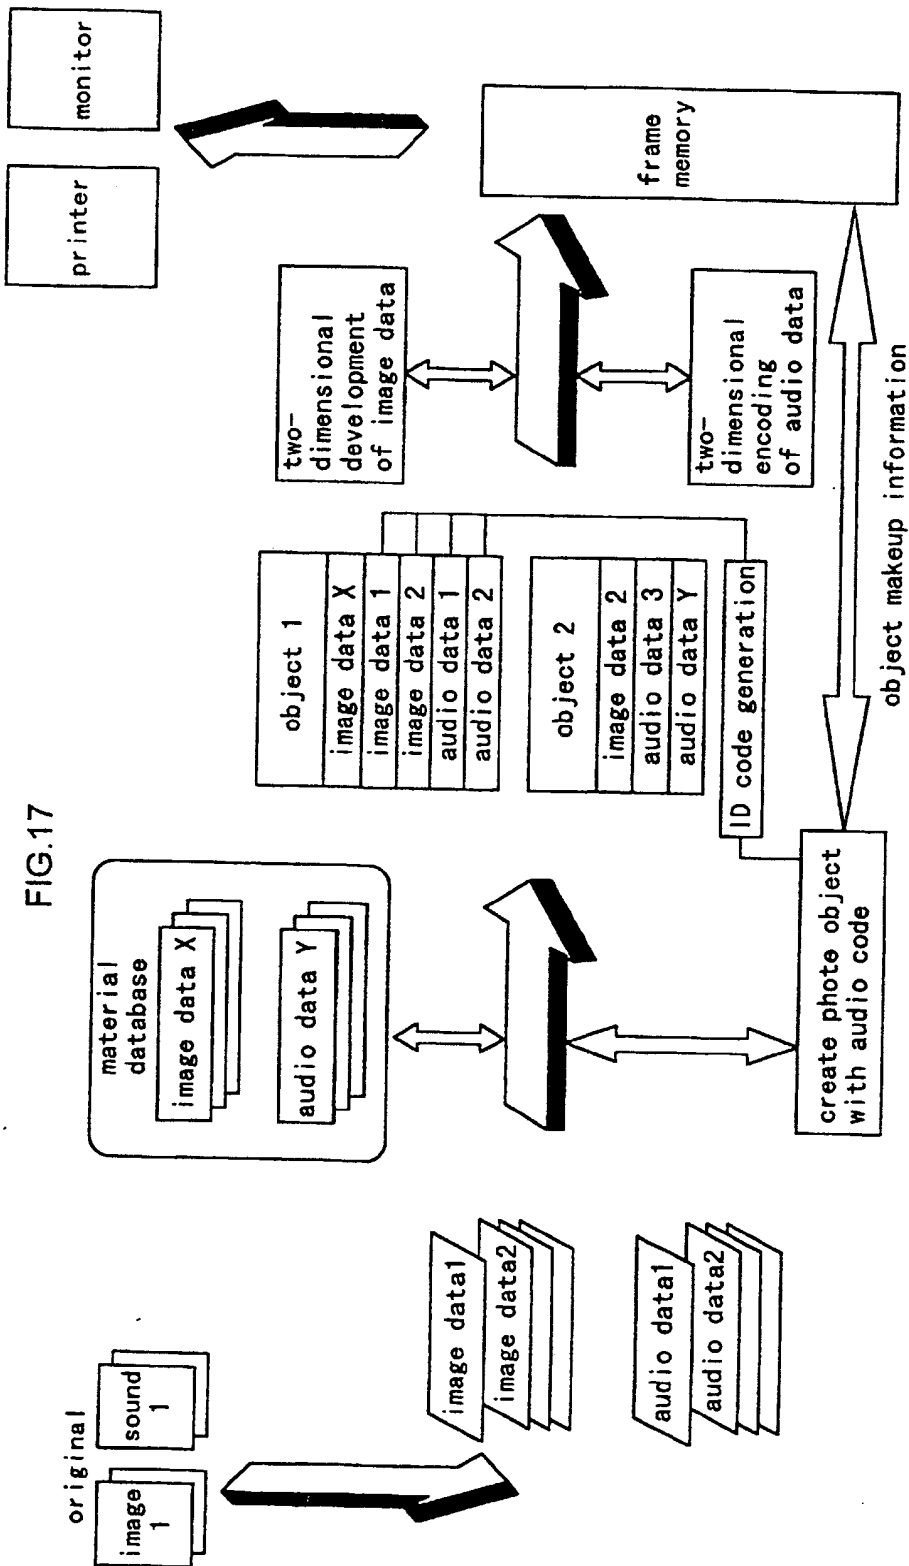 FIG.17
original
image
1
sound
1
image data1
image data2
audio data1
audio data2
material
database
image data X
audio data Y
create phote object
with audio code
object 1
image data X
image data 1
image data 2
audio data 1
audio data 2
object 2
image data 2
audio data 3
audio data Y
ID code generation
two-
dimensional
development
of image data
two-
dimensional
encoding
of audio data
object makeup information
frame
memory
printer
monitor